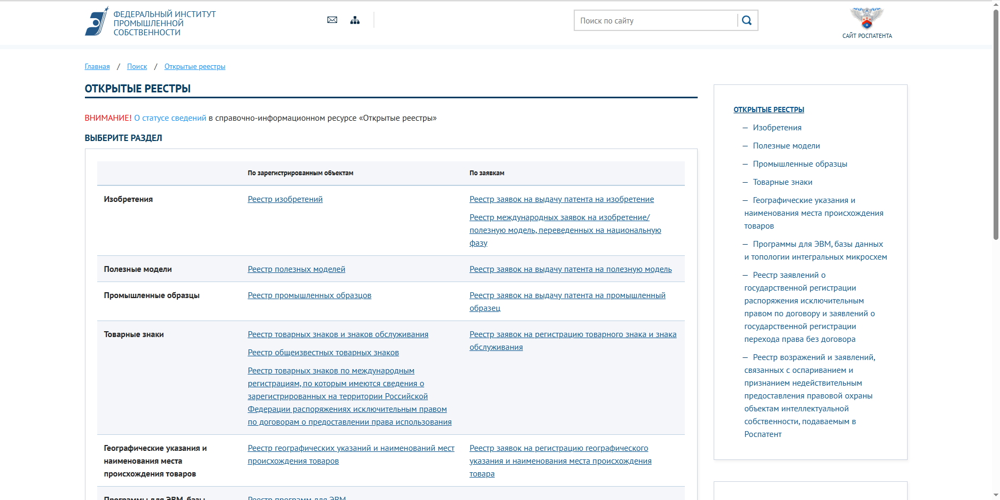 ФЕДЕРАЛЬНЫЙ ИНСТИТУТ
ПРОМЫШЛЕННОЙ
СОБСТВЕННОСТИ
Поиск по сайту
САЙТ РОСПАТЕНТА
Главная / Поиск / Открытые реестры
ОТКРЫТЫЕ РЕЕСТРЫ
ВНИМАНИЕ! О статусе сведений в справочно-информационном ресурсе «Открытые реестры»
ВЫБЕРИТЕ РАЗДЕЛ
По зарегистрированным объектам
По заявкам
Изобретения
Реестр изобретений
Реестр заявок на выдачу патента на изобретение
Реестр международных заявок на изобретение/
полезную модель, переведенных на национальную
фазу
Полезные модели
Реестр полезных моделей
Реестр заявок на выдачу патента на полезную модель
Промышленные образцы
Реестр промышленных образцов
Реестр заявок на выдачу патента на промышленный
образец
Товарные знаки
Реестр товарных знаков и знаков обслуживания
Реестр общеизвестных товарных знаков
Реестр товарных знаков по международным
регистрациям, по которым имеются сведения о
зарегистрированных на территории Российской
Федерации распоряжениях исключительным правом
по договорам о предоставлении права использования
Реестр заявок на регистрацию товарного знака и знака
обслуживания
Географические указания и
наименования места
происхождения товаров
Реестр географических указаний и наименований мест
происхождения товаров
Реестр заявок на регистрацию географического
указания и наименования места происхождения
товара
Программы для ЭВМ, базы
Реестр программ для ЭВМ
ОТКРЫТЫЕ РЕЕСТРЫ
— Изобретения
— Полезные модели
— Промышленные образцы
— Товарные знаки
— Географические указания и
наименования места происхождения
товаров
— Программы для ЭВМ, базы данных
и топологии интегральных микросхем
— Реестр заявлений о
государственной регистрации
распоряжения исключительным
правом по договору и заявлений о
государственной регистрации
перехода права без договора
— Реестр возражений и заявлений,
связанных с оспариванием и
признанием недействительным
предоставления правовой охраны
объектам интеллектуальной
собственности, подаваемым в
Роспатент